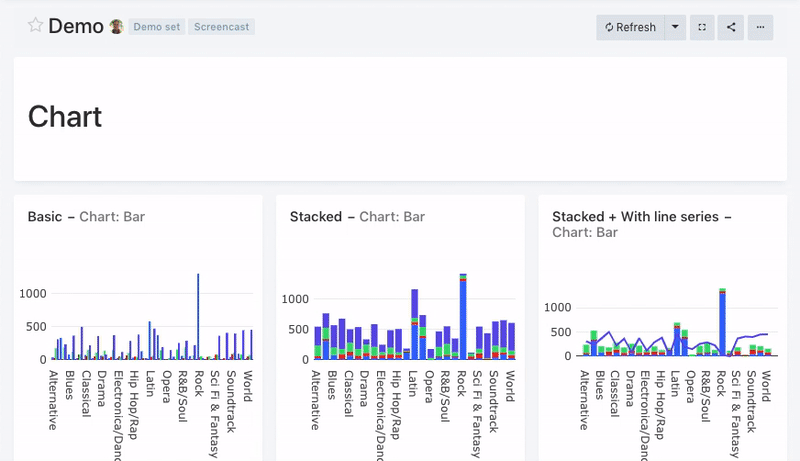 Demo Demo set Screencast Refresh
Chart
Basic – Chart: Bar
1000
500
0
Alternative
Blues
Classical
Drama
Electronica/Danc
Hip Hop/Rap
Latin
Opera
R&B/Soul
Rock
Sci Fi & Fantasy
Soundtrack
World
Stacked – Chart: Bar
1000
500
0
Alternative
Blues
Classical
Drama
Electronica/Danc
Hip Hop/Rap
Latin
Opera
R&B/Soul
Rock
Sci Fi & Fantasy
Soundtrack
World
Stacked + With line series –
Chart: Bar
1000
500
0
Alternative
Blues
Classical
Drama
Electronica/Danc
Hip Hop/Rap
Latin
Opera
R&B/Soul
Rock
Sci Fi & Fantasy
Soundtrack
World